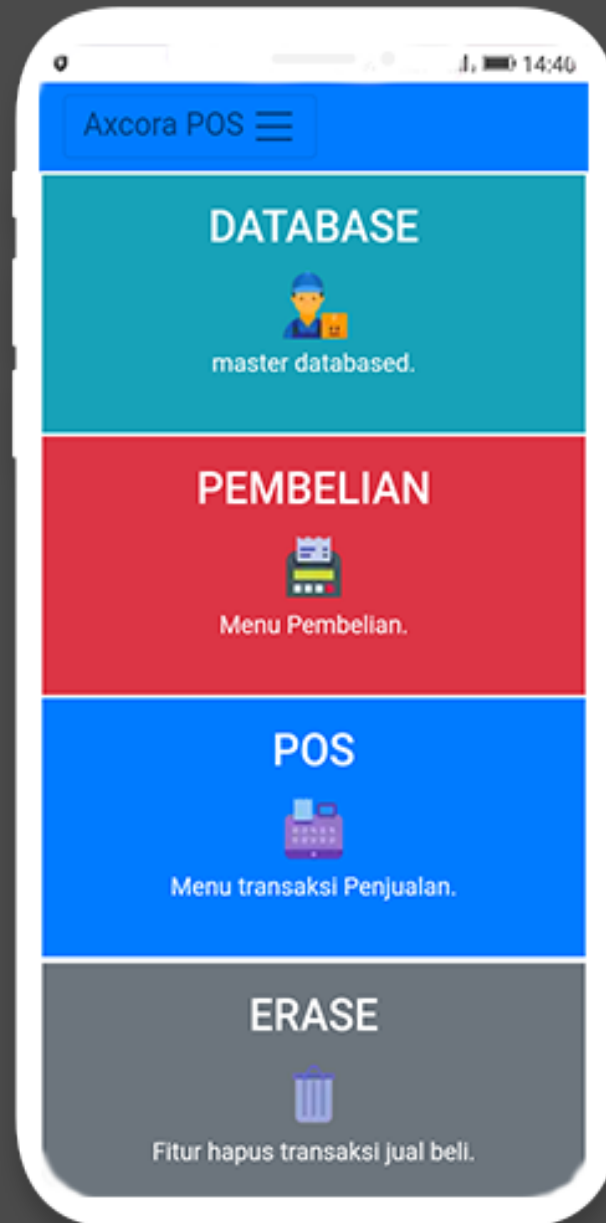 14:40
Axcora POS
DATABASE
master databased.
PEMBELIAN
Menu Pembelian.
POS
Menu transaksi Penjualan.
ERASE
Fitur hapus transaksi jual beli.